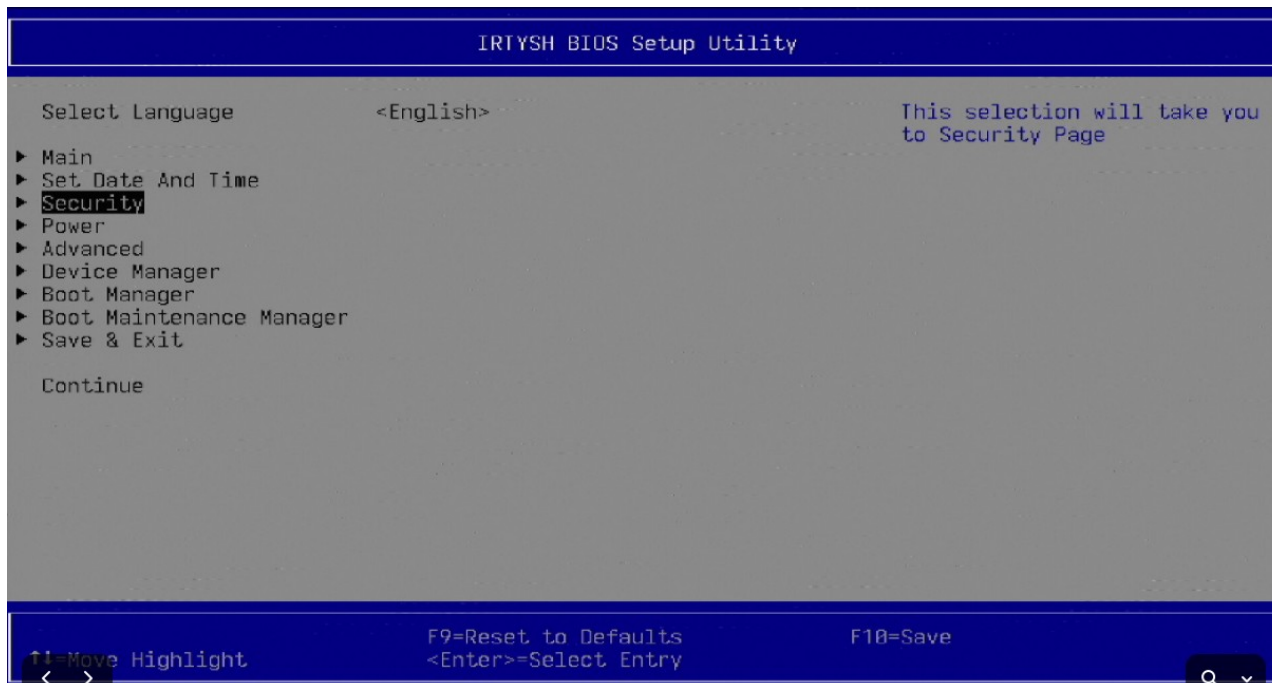 IRTYSH BIOS Setup Utility
Select Language <English>
This selection will take you
to Security Page
Main
Set Date And Time
Security
Power
Advanced
Device Manager
Boot Manager
Boot Maintenance Manager
Save & Exit
Continue
F9=Reset to Defaults F10=Save
↑↓=Move Highlight <Enter>=Select Entry